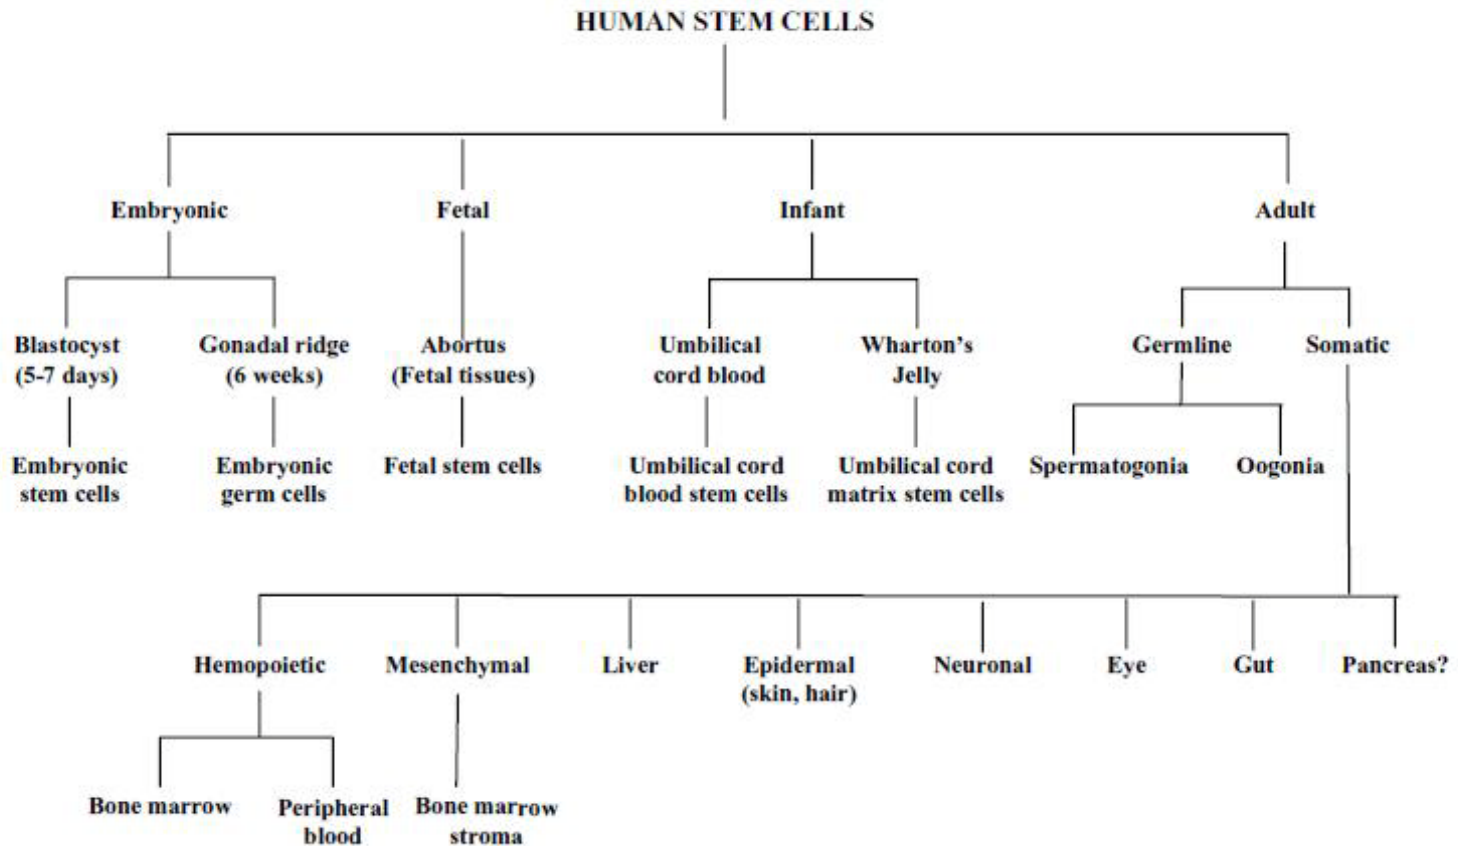 HUMAN STEM CELLS
Embryonic
Fetal
Infant
Adult
Blastocyst
(5-7 days)
Gonadal ridge
(6 weeks)
Abortus
(Fetal tissues)
Umbilical
cord blood
Wharton's
Jelly
Germline
Somatic
Embryonic
stem cells
Embryonic
germ cells
Fetal stem cells
Umbilical cord
blood stem cells
Umbilical cord
matrix stem cells
Spermatogonia
Oogonia
Hemopoietic
Mesenchymal
Liver
Epidermal
(skin, hair)
Neuronal
Eye
Gut
Pancreas?
Bone marrow
Peripheral
blood
Bone marrow
stroma